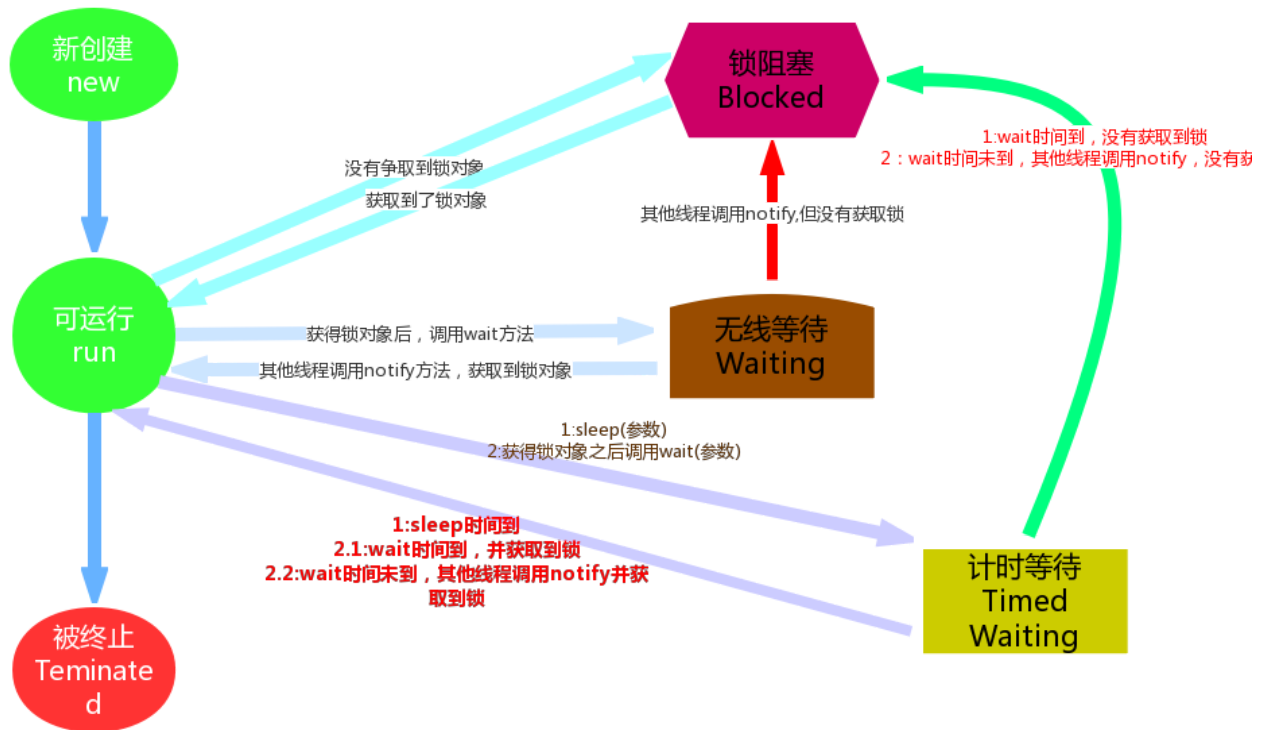 新创建
new
锁阻塞
Blocked
1:wait时间到，没有获取到锁
2：wait时间未到，其他线程调用notify，没有获
没有争取到锁对象
获取到了锁对象
其他线程调用notify,但没有获取锁
可运行
run
获得锁对象后，调用wait方法
其他线程调用notify方法，获取到锁对象
无线等待
Waiting
1:sleep(参数)
2:获得锁对象之后调用wait(参数)
1:sleep时间到
2.1:wait时间到，并获取到锁
2.2:wait时间未到，其他线程调用notify并获
取到锁
计时等待
Timed
Waiting
被终止
Teminate
d